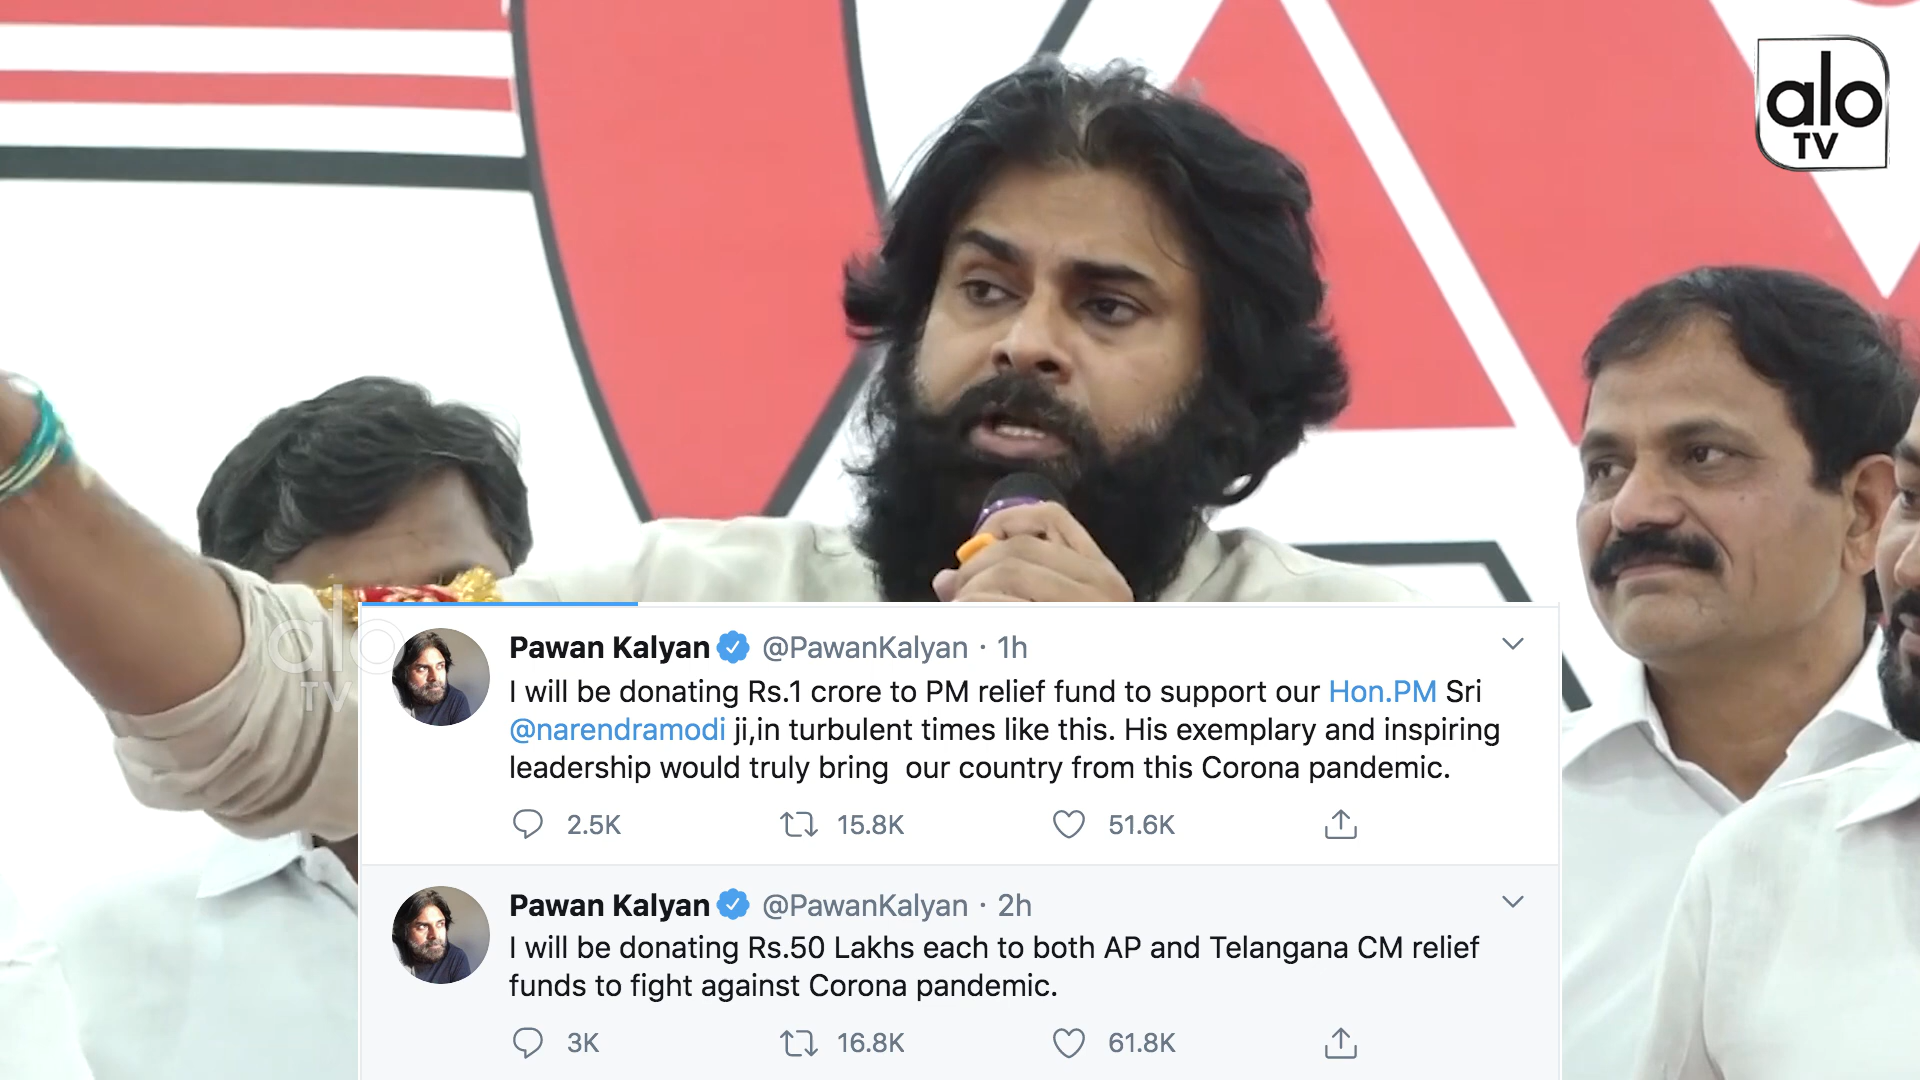 alo
TV
alo
TV
Pawan Kalyan @PawanKalyan · 1h
I will be donating Rs.1 crore to PM relief fund to support our Hon.PM Sri
@narendramodi ji,in turbulent times like this. His exemplary and inspiring
leadership would truly bring  our country from this Corona pandemic.
2.5K 15.8K 51.6K
Pawan Kalyan @PawanKalyan · 2h
I will be donating Rs.50 Lakhs each to both AP and Telangana CM relief
funds to fight against Corona pandemic.
3K 16.8K 61.8K